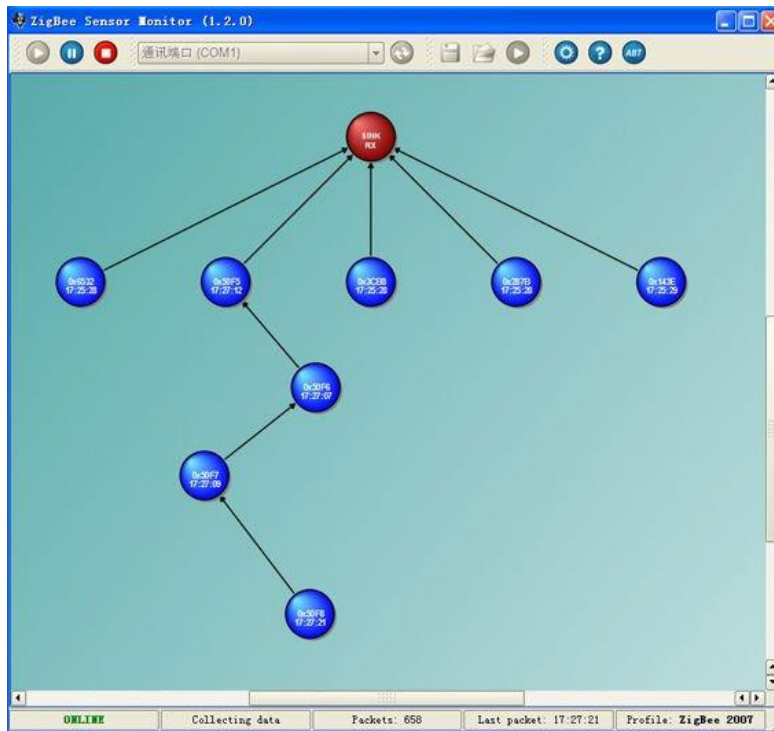 ZigBee Sensor Monitor (1.2.0)
通讯端口 (COM1)
?
ABT
SINK
RX
0x6532
17:25:28
0x50F5
17:27:12
0x3CEB
17:25:28
0x287B
17:25:28
0x143E
17:25:29
0x50F6
17:27:07
0x50F7
17:27:09
0x50F8
17:27:21
ONLINE
Collecting data
Packets: 658
Last packet: 17:27:21
Profile: ZigBee 2007